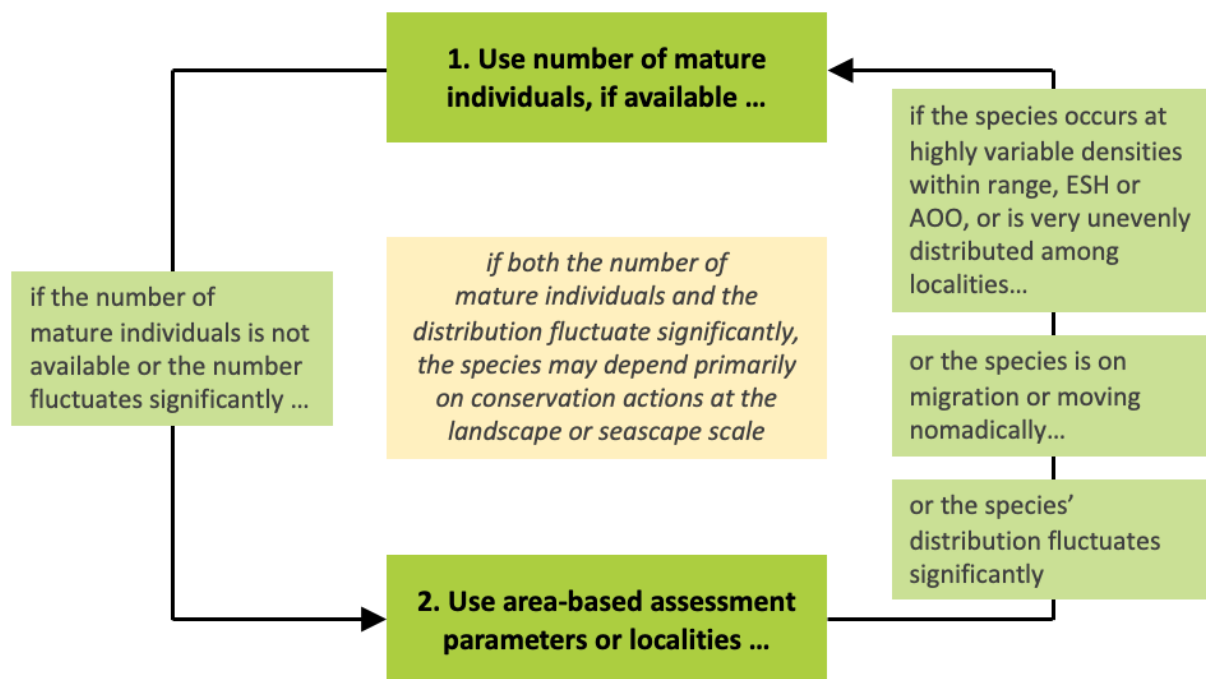 1. Use number of mature
individuals, if available …
if the number of
mature individuals is not
available or the number
fluctuates significantly …
if both the number of
mature individuals and the
distribution fluctuate significantly,
the species may depend primarily
on conservation actions at the
landscape or seascape scale
2. Use area-based assessment
parameters or localities …
if the species occurs at
highly variable densities
within range, ESH or
AOO, or is very unevenly
distributed among
localities…
or the species is on
migration or moving
nomadically…
or the species’
distribution fluctuates
significantly